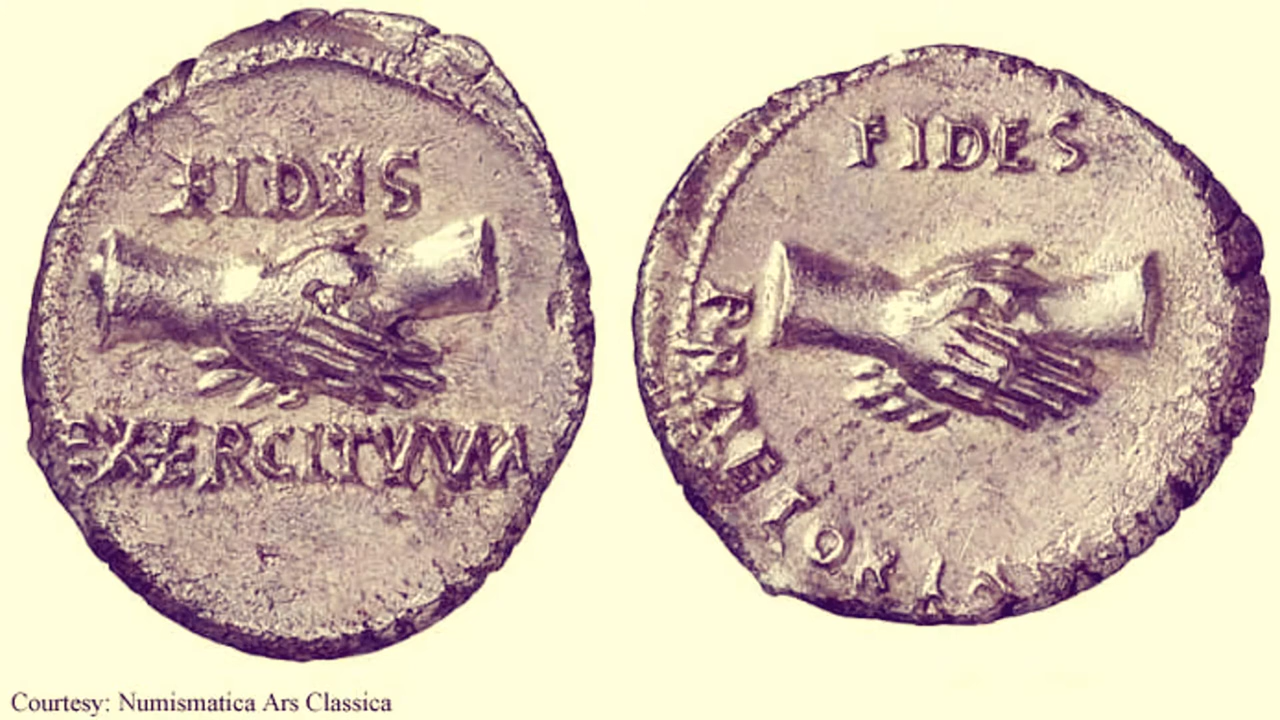 FIDES
EXERCITVVM
FIDES
PRAETORIA
Courtesy: Numismatica Ars Classica